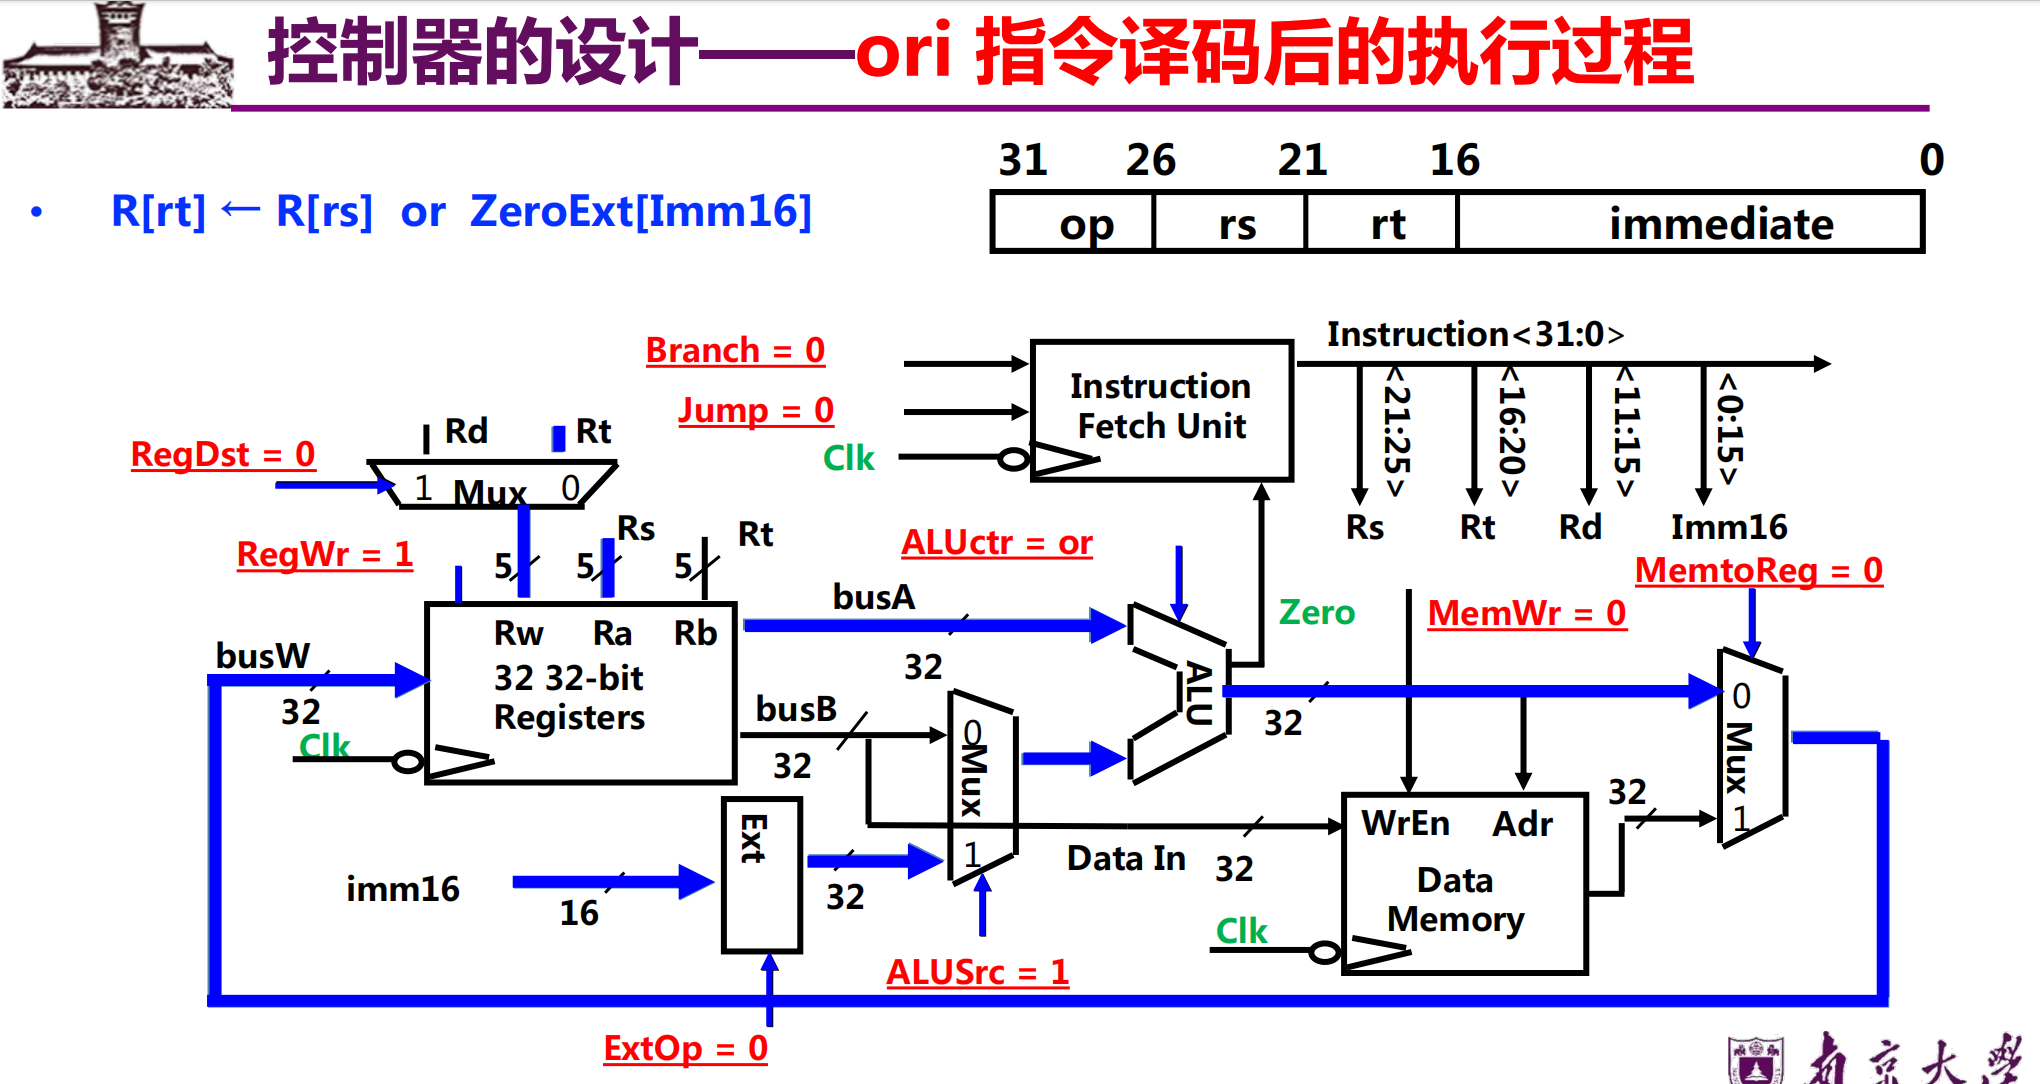 控制器的设计——ori 指令译码后的执行过程
31 26 21 16 0
• R[rt] ← R[rs] or ZeroExt[Imm16]
op rs rt immediate
Instruction<31:0>
Branch = 0
Jump = 0
Clk
Instruction
Fetch Unit
<21:25>
<16:20>
<11:15>
<0:15>
Rs Rt Rd Imm16
Rd Rt
RegDst = 0
1 Mux 0
RegWr = 1
5 5 Rs 5 Rt
ALUctr = or
MemtoReg = 0
busA
32
Zero
MemWr = 0
busW
32
Clk
Rw Ra Rb
32 32-bit
Registers
busB
32
0
Mux
1
ALU
32
0
Mux
1
imm16
16
Ext
32
Data In 32
WrEn Adr
Data
Memory
32
Clk
ALUSrc = 1
ExtOp = 0
南京大学